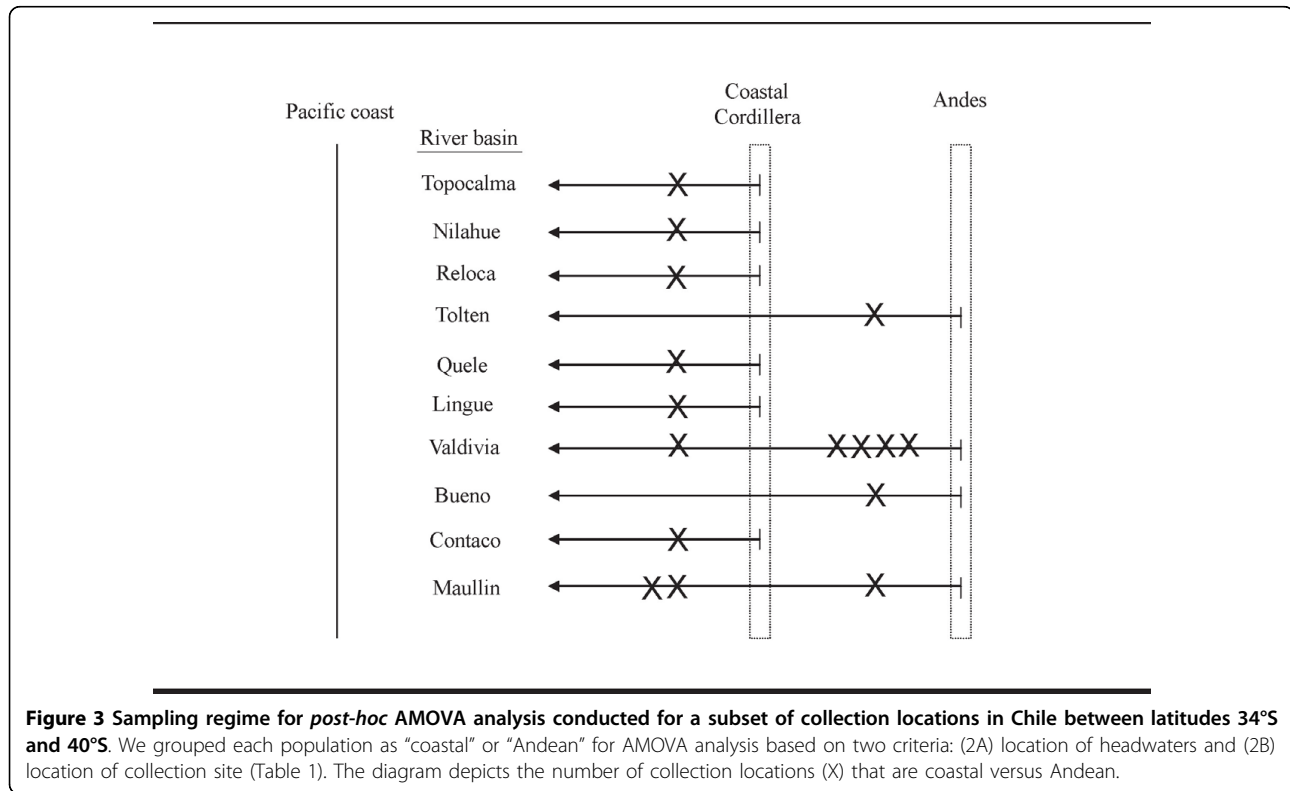 Pacific coast
Coastal
Cordillera
Andes
River basin
Topocalma X
Nilahue X
Reloca X
Tolten X
Quele X
Lingue X
Valdivia X XXXX
Bueno X
Contaco X
Maullin XX X
Figure 3 Sampling regime for post-hoc AMOVA analysis conducted for a subset of collection locations in Chile between latitudes 34°S
and 40°S. We grouped each population as "coastal" or "Andean" for AMOVA analysis based on two criteria: (2A) location of headwaters and (2B)
location of collection site (Table 1). The diagram depicts the number of collection locations (X) that are coastal versus Andean.